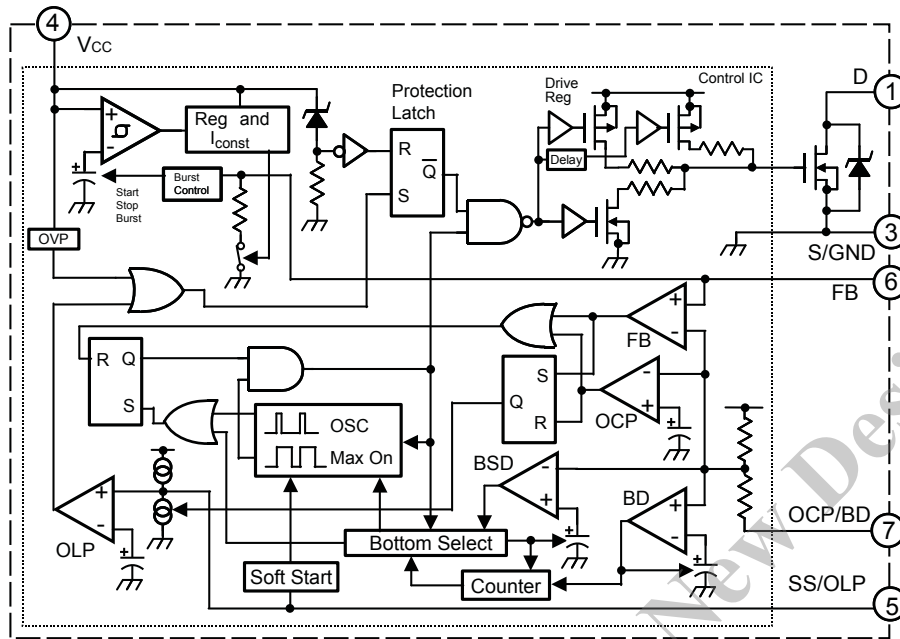 4
Vcc
Control IC
D
1
Protection
Latch
Drive
Reg
+
-
Reg and
Iconst
R
Q
S
Delay
+
Burst
Control
Start
Stop
Burst
OVP
3
S/GND
6
FB
+
-
FB
R
Q
S
S
Q
R
-
+
OCP
+
OSC
Max On
BSD
-
+
BD
+
-
+
+
OCP/BD
7
+
-
OLP
+
Bottom Select
Soft Start
Counter
SS/OLP
5
New Desi